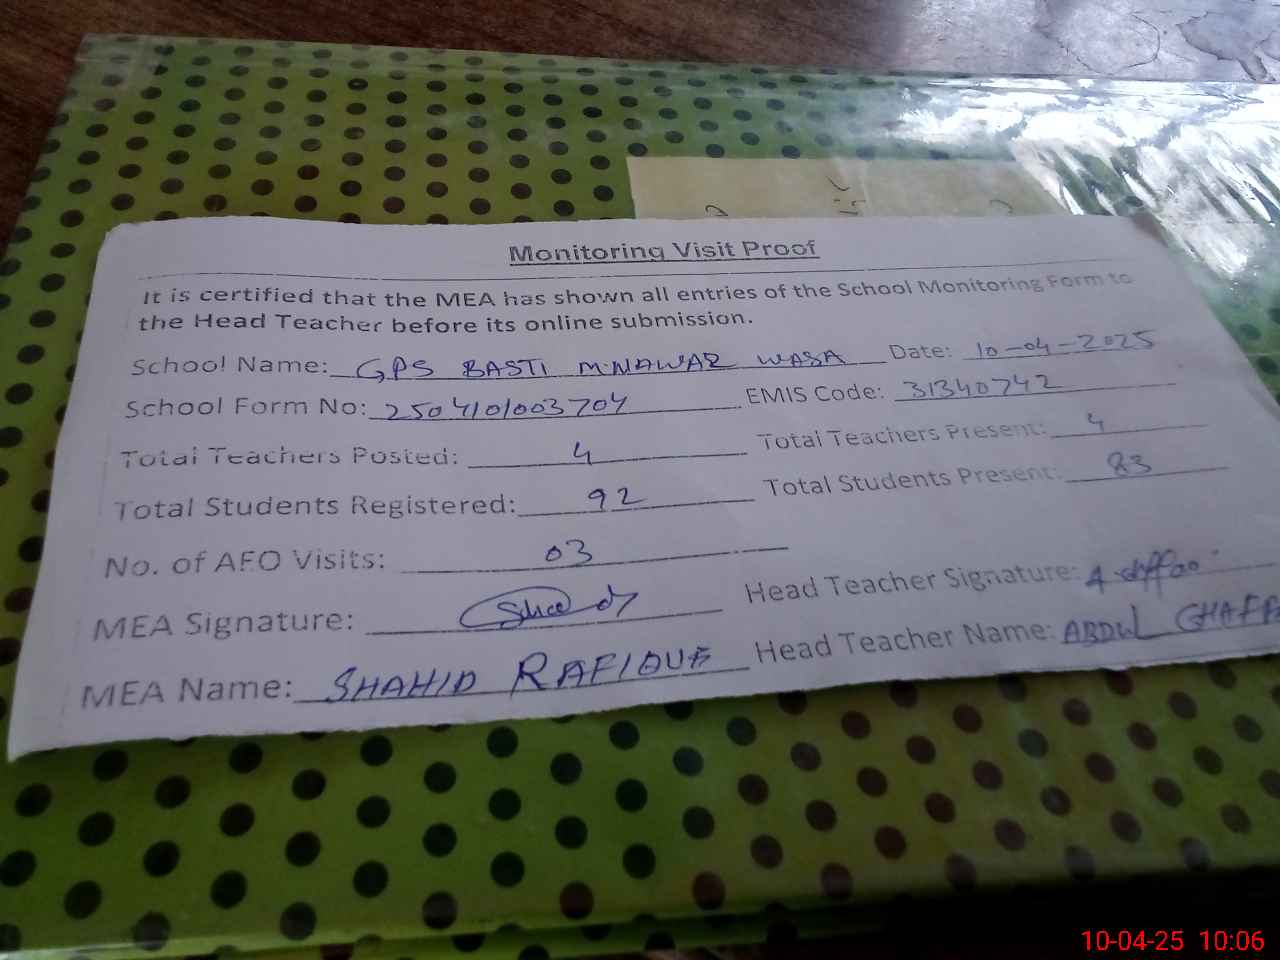 Monitoring Visit Proof
It is certified that the MEA has shown all entries of the School Monitoring Form to
the Head Teacher before its online submission.
School Name: GPS BASTI M·NAWAR WASA Date: 10-04-2025
School Form No: 2504101003704 EMIS Code: 31340742
Total Teachers Posted: 4 Total Teachers Present: 4
Total Students Registered: 92 Total Students Present: 83
No. of AEO Visits: 03
MEA Signature: Head Teacher Signature:
MEA Name: SHAHID RAFIQUE Head Teacher Name: ABDUL GHAFA
10-04-25 10:06